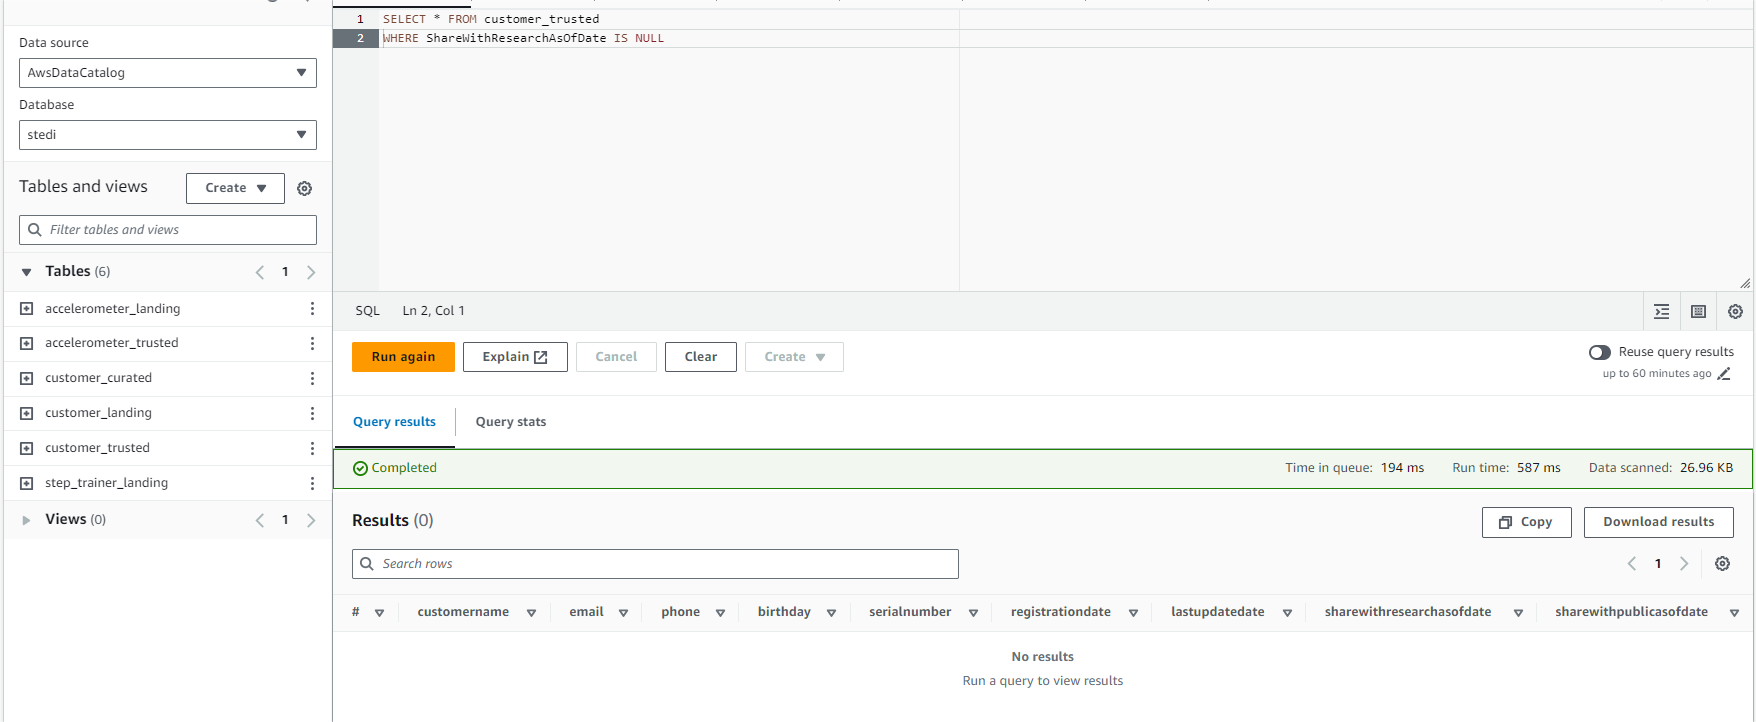 Data source
AwsDataCatalog
Database
stedi
Tables and views
Create
Filter tables and views
Tables (6)
1
accelerometer_landing
accelerometer_trusted
customer_curated
customer_landing
customer_trusted
step_trainer_landing
Views (0)
1
1 SELECT * FROM customer_trusted
2 WHERE ShareWithResearchAsOfDate IS NULL
SQL Ln 2, Col 1
Run again Explain Cancel Clear Create
Reuse query results
up to 60 minutes ago
Query results Query stats
Completed Time in queue: 194 ms Run time: 587 ms Data scanned: 26.96 KB
Results (0) Copy Download results
Search rows 1
# customername email phone birthday serialnumber registrationdate lastupdatedate sharewithresearchasofdate sharewithpublicasofdate
No results
Run a query to view results